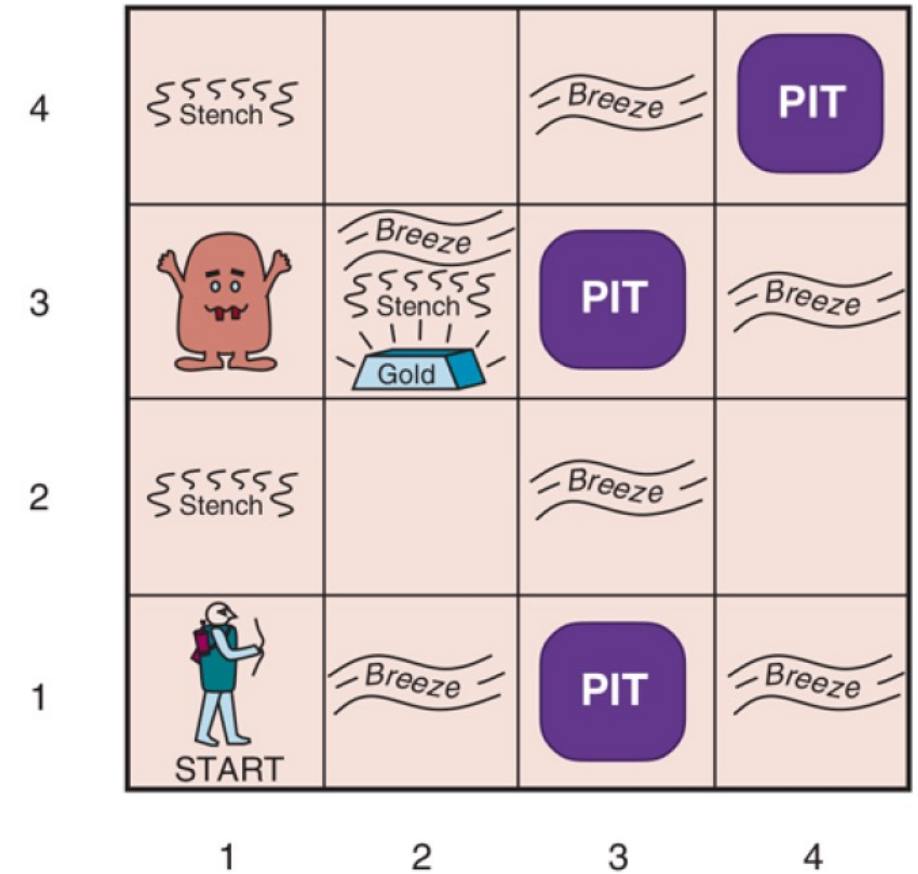 4
Stench
Breeze
PIT
3
Breeze
Stench
Gold
PIT
Breeze
2
Stench
Breeze
1
START
Breeze
PIT
Breeze
1 2 3 4